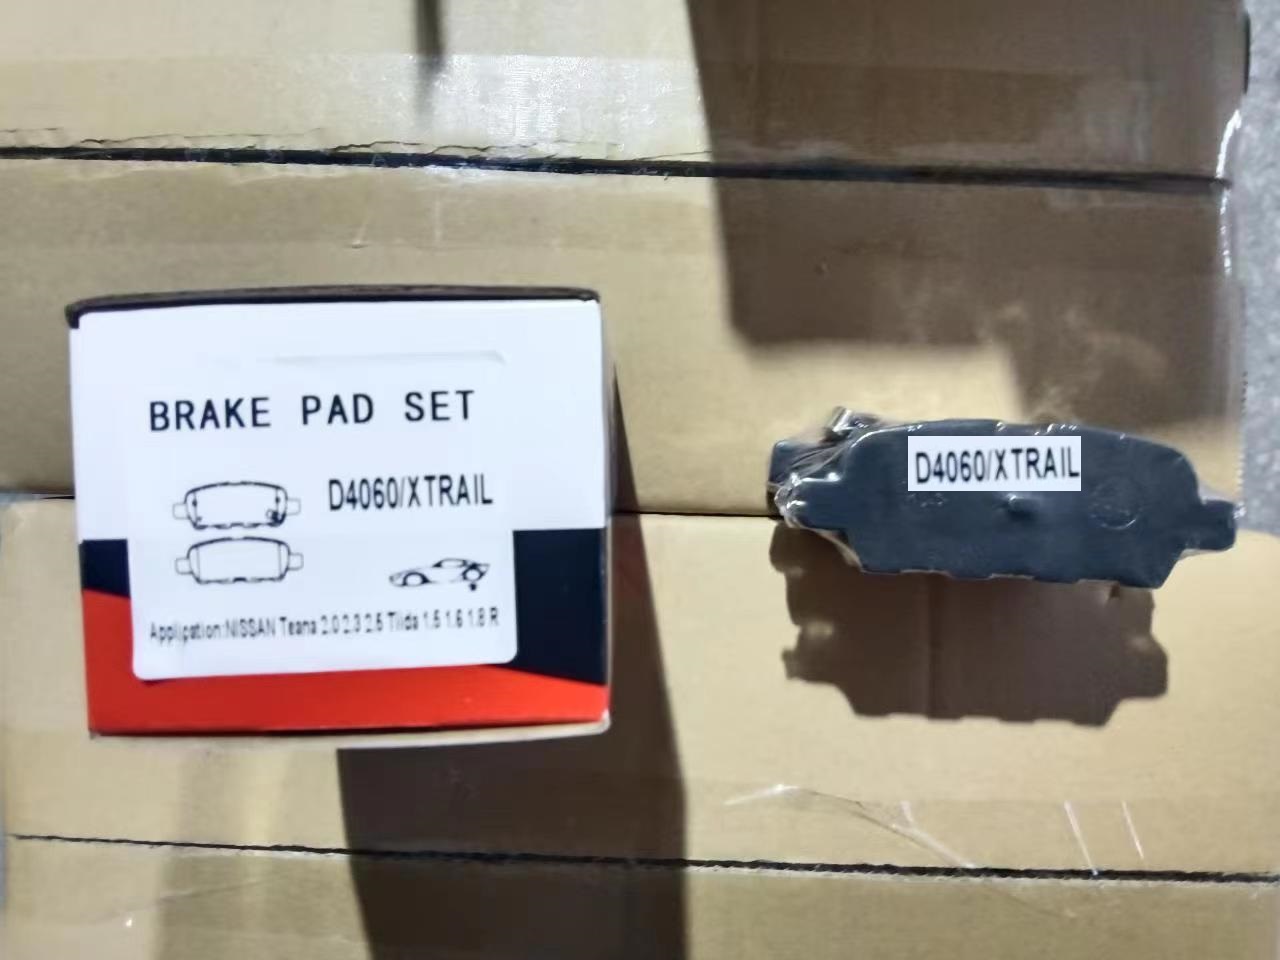 BRAKE PAD SET
D4060/XTRAIL
Application:NISSAN Teana 2.0 2.3 2.5 Tiida 1.5 1.6 1.8 R
D4060/XTRAIL